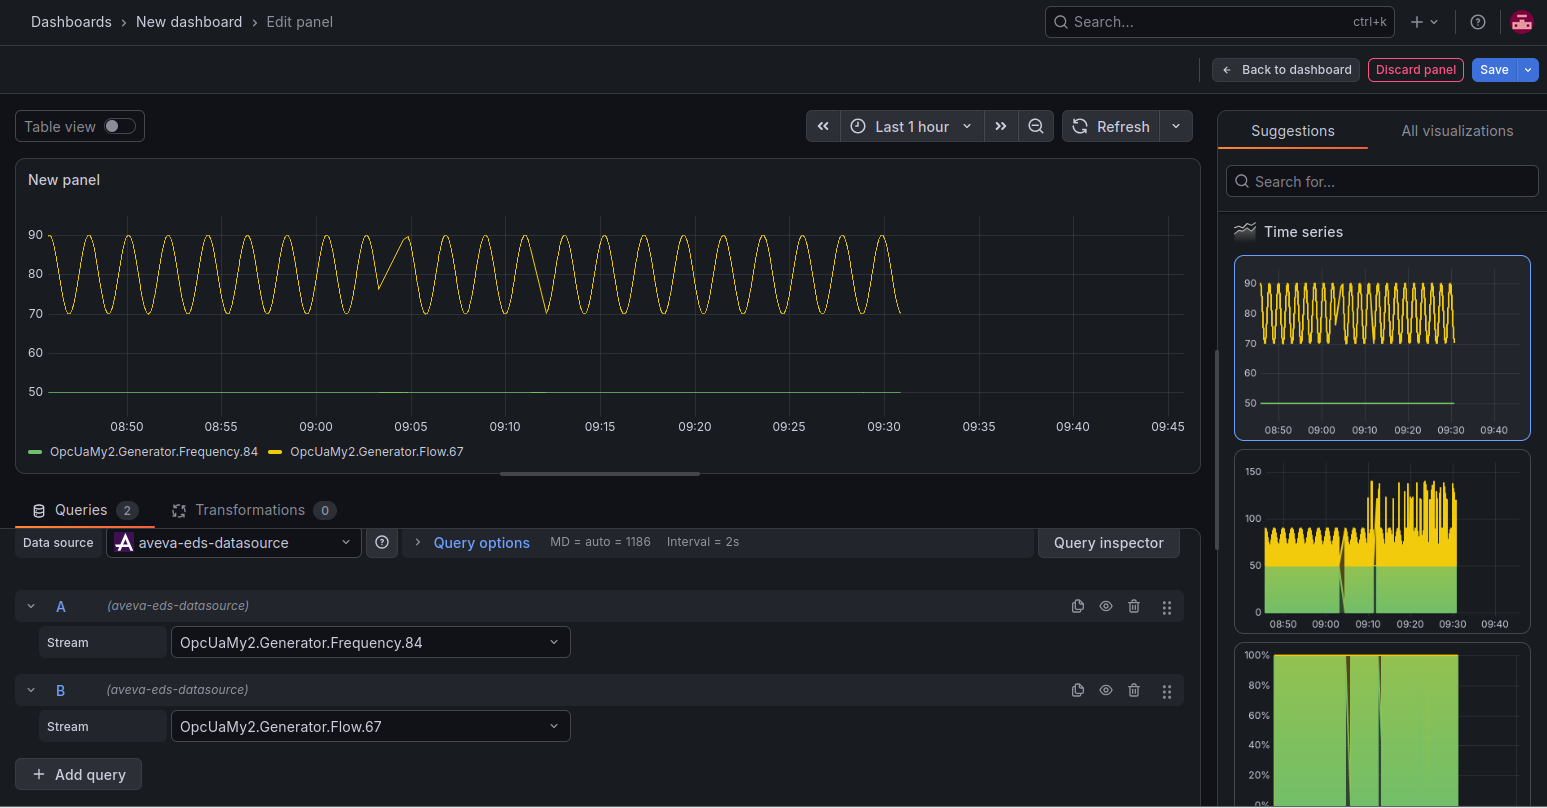 Dashboards › New dashboard › Edit panel
Search... ctrl+k
Back to dashboard Discard panel Save
Table view Last 1 hour Refresh
Suggestions All visualizations
Search for...
New panel
90
80
70
60
50
08:50 08:55 09:00 09:05 09:10 09:15 09:20 09:25 09:30 09:35 09:40 09:45
OpcUaMy2.Generator.Frequency.84 OpcUaMy2.Generator.Flow.67
Queries 2 Transformations 0
Data source aveva-eds-datasource Query options MD = auto = 1186 Interval = 2s Query inspector
A (aveva-eds-datasource)
Stream OpcUaMy2.Generator.Frequency.84
B (aveva-eds-datasource)
Stream OpcUaMy2.Generator.Flow.67
+ Add query
Time series
90
80
70
60
50
08:50 09:00 09:10 09:20 09:30 09:40
150
100
50
0
08:50 09:00 09:10 09:20 09:30 09:40
100%
80%
60%
40%
20%
0%